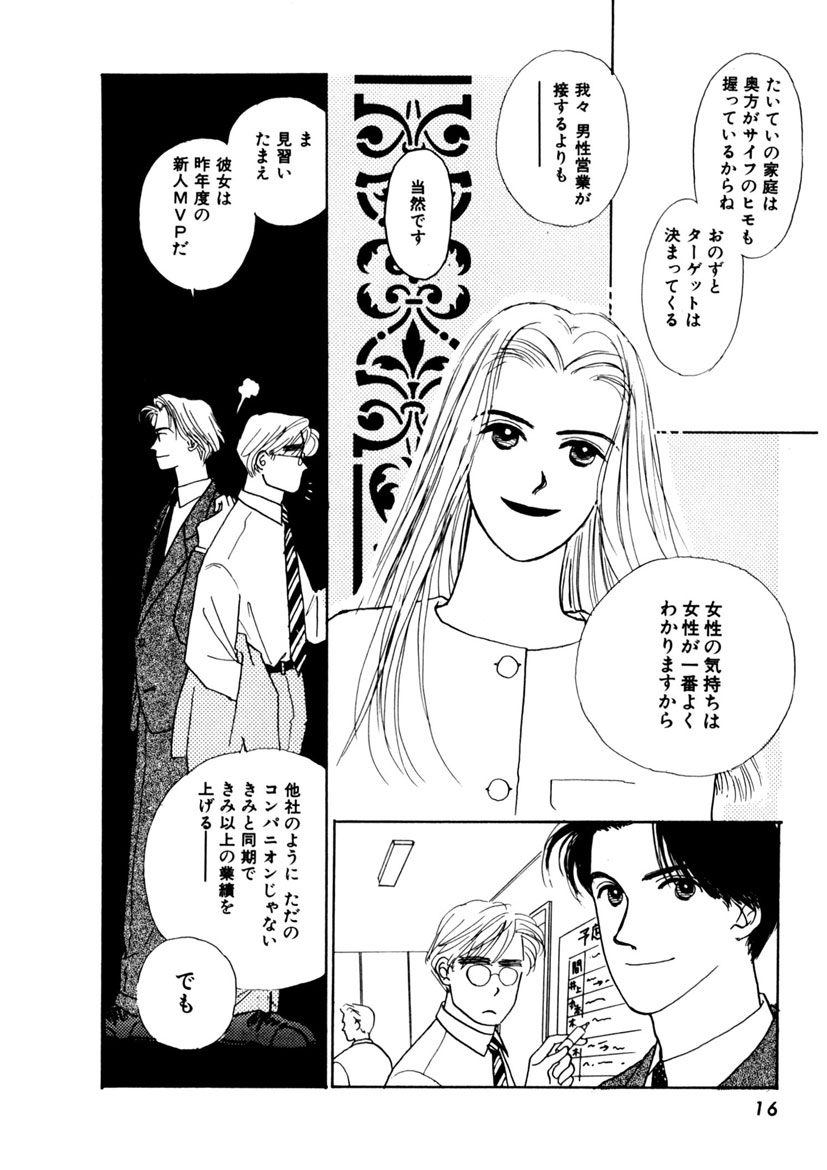 たいていの家庭は
奥方がサイフのヒモも
握っているからね
おのずと
ターゲットは
決まってくる
我々 男性営業が
接するよりも
――
当然です
女性の気持ちは
女性が一番よく
わかりますから
ま
見習い
たまえ
彼女は
昨年度の
新人MVPだ
他社のように ただの
コンパニオンじゃない
きみと同期で
きみ以上の業績を
上げる――
でも
16